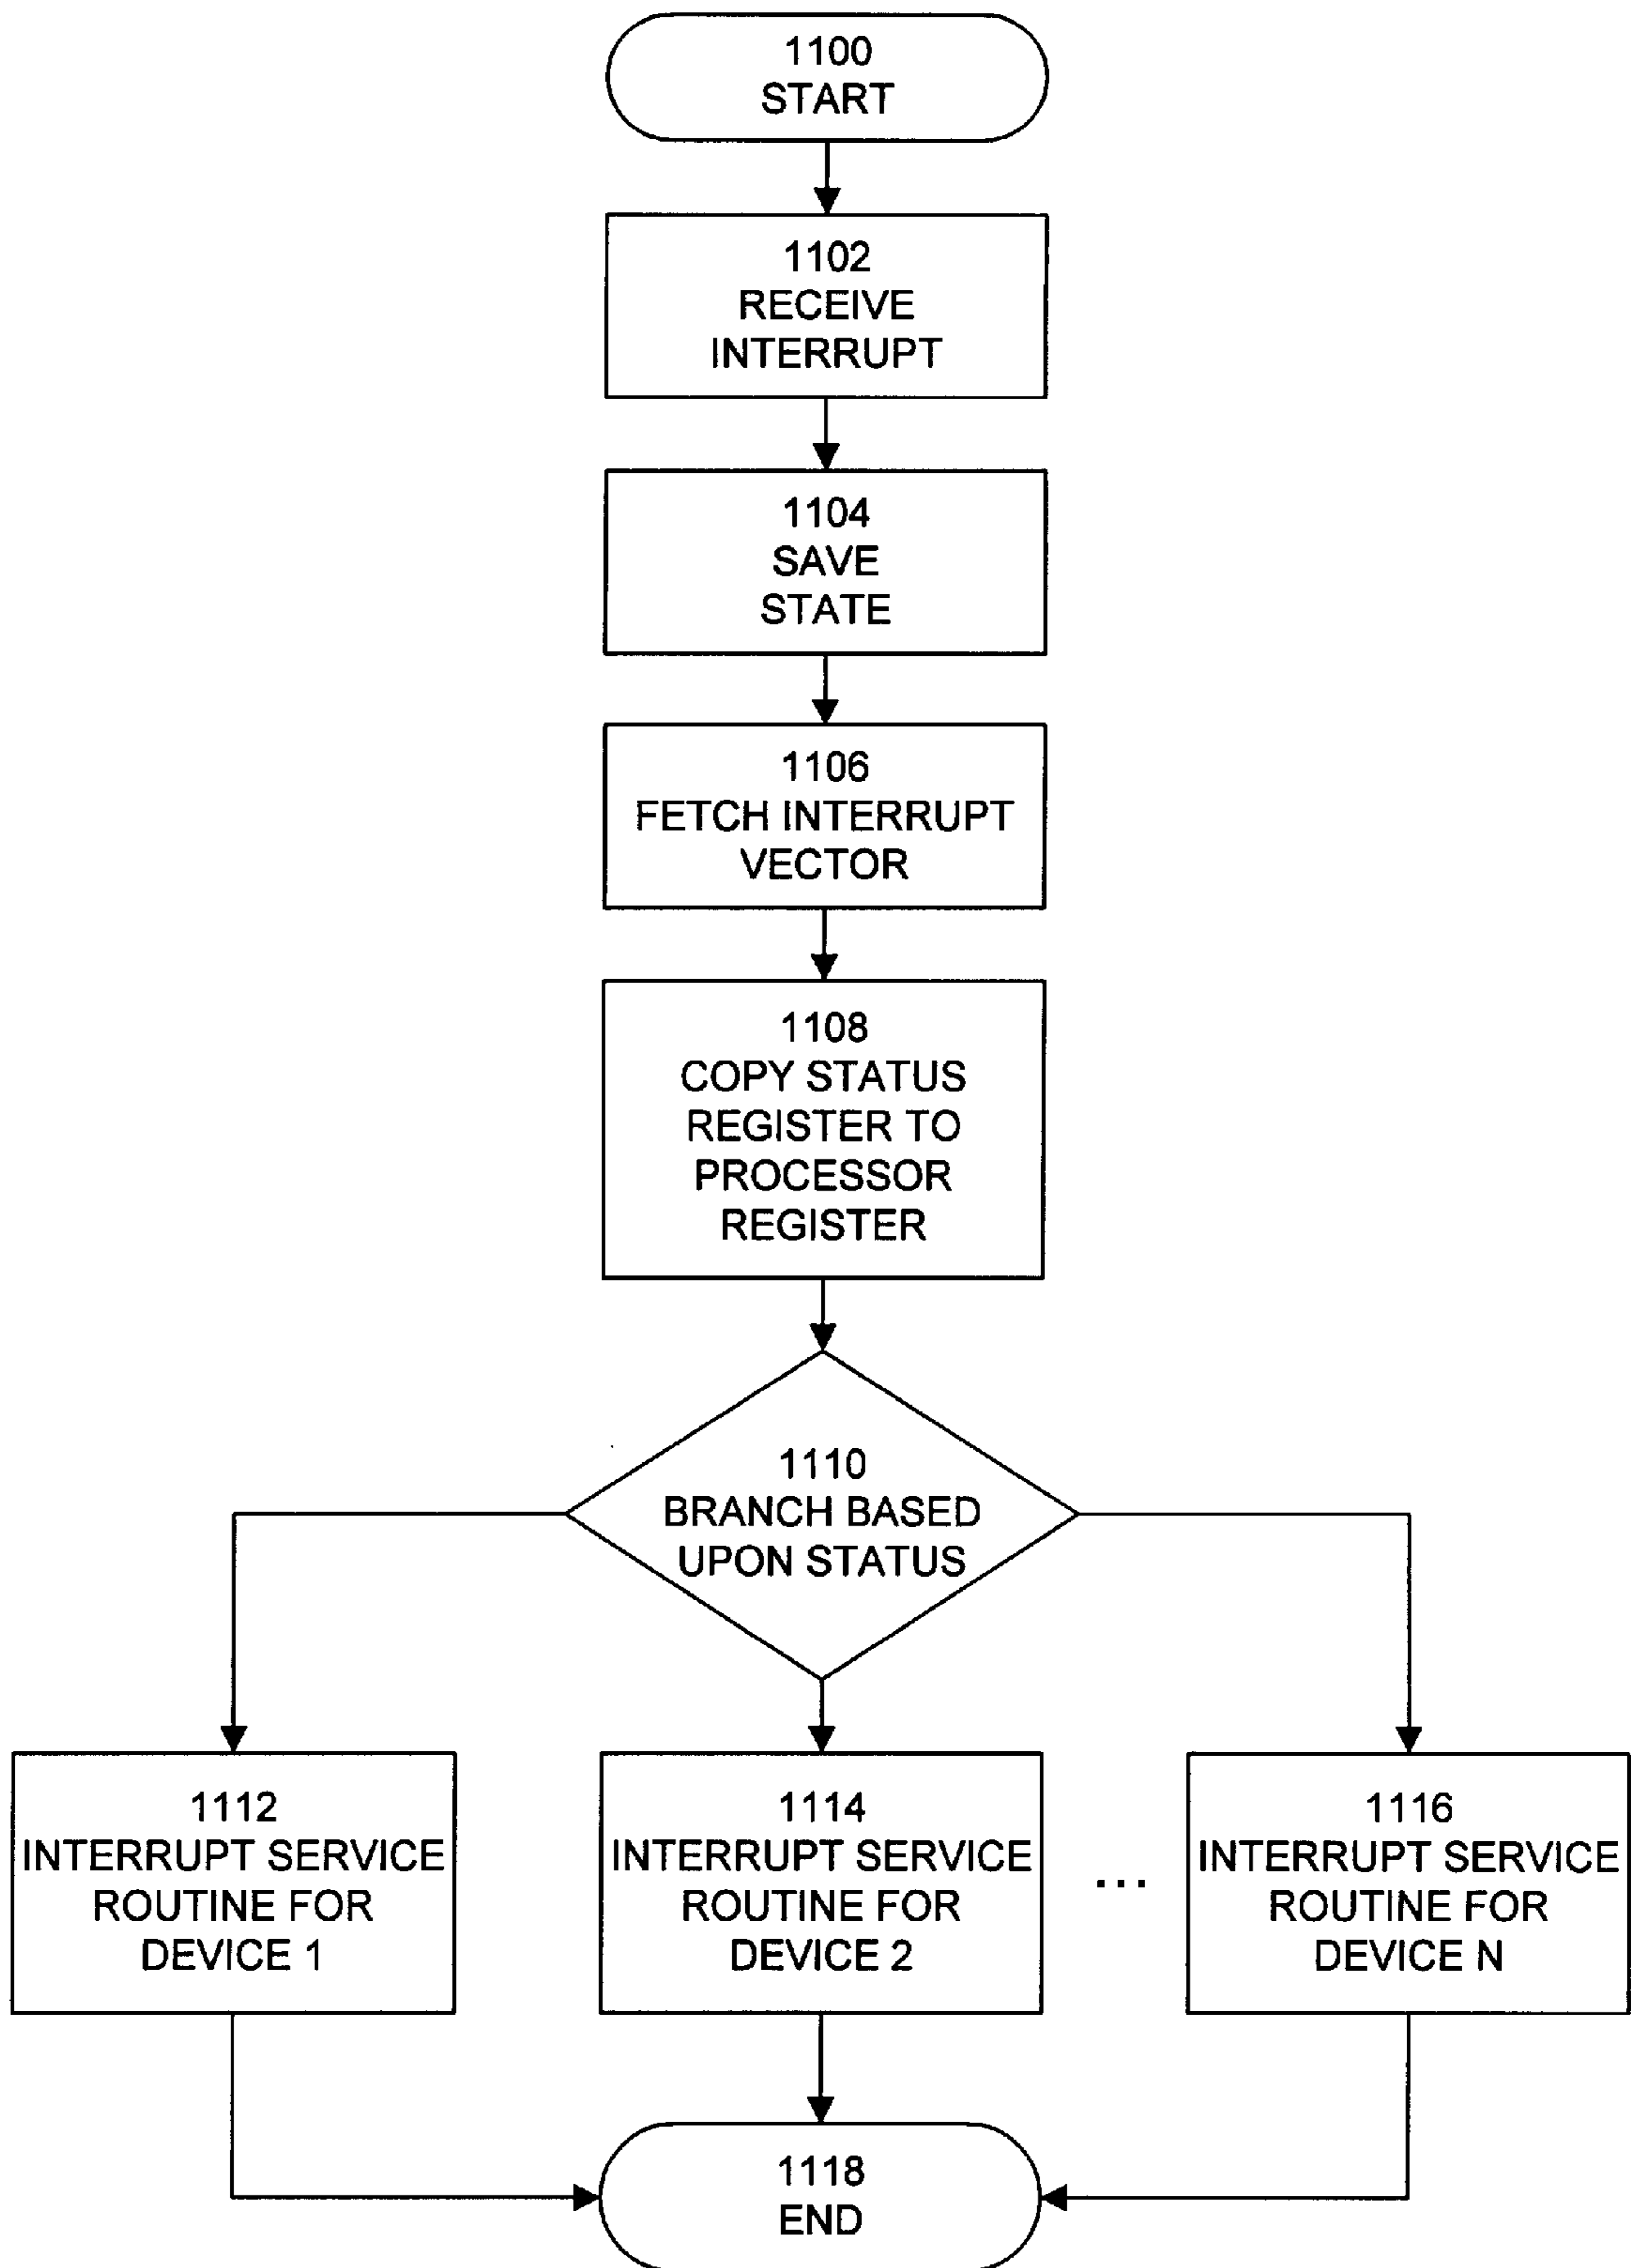 1100
START
1102
RECEIVE
INTERRUPT
1104
SAVE
STATE
1106
FETCH INTERRUPT
VECTOR
1108
COPY STATUS
REGISTER TO
PROCESSOR
REGISTER
1110
BRANCH BASED
UPON STATUS
1112
INTERRUPT SERVICE
ROUTINE FOR
DEVICE 1
1114
INTERRUPT SERVICE
ROUTINE FOR
DEVICE 2
...
1116
INTERRUPT SERVICE
ROUTINE FOR
DEVICE N
1118
END